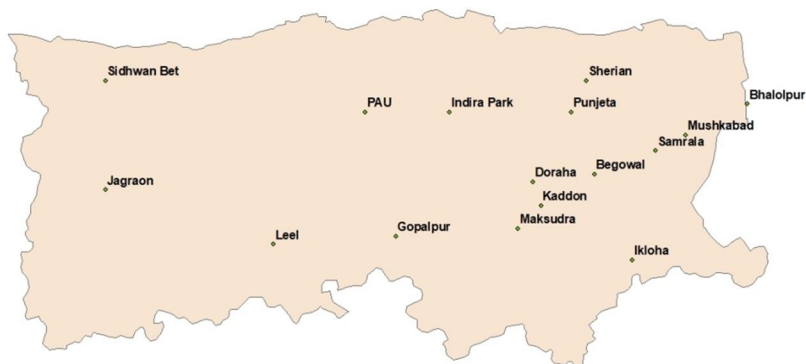 Sidhwan Bet
Sherian
Bhalolpur
PAU
Indira Park
Punjeta
Mushkabad
Samrala
Begowal
Doraha
Jagraon
Kaddon
Maksudra
Gopalpur
Leel
Ikloha